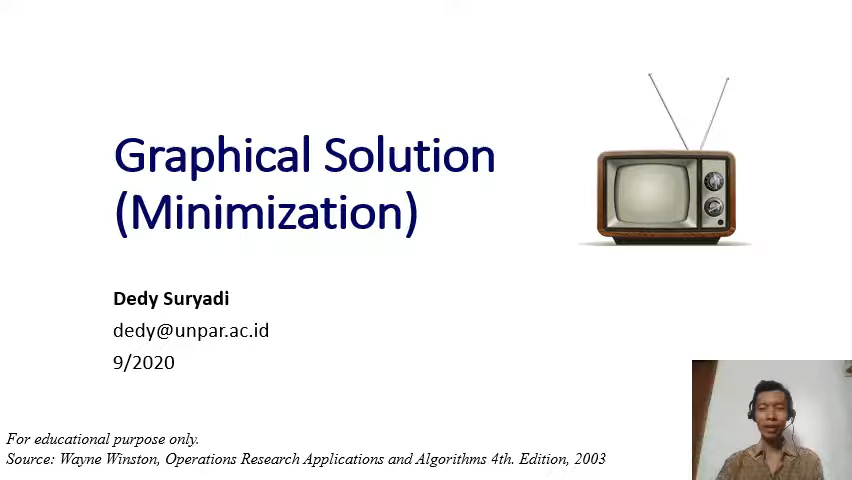 Graphical Solution
(Minimization)
Dedy Suryadi
dedy@unpar.ac.id
9/2020
For educational purpose only.
Source: Wayne Winston, Operations Research Applications and Algorithms 4th. Edition, 2003